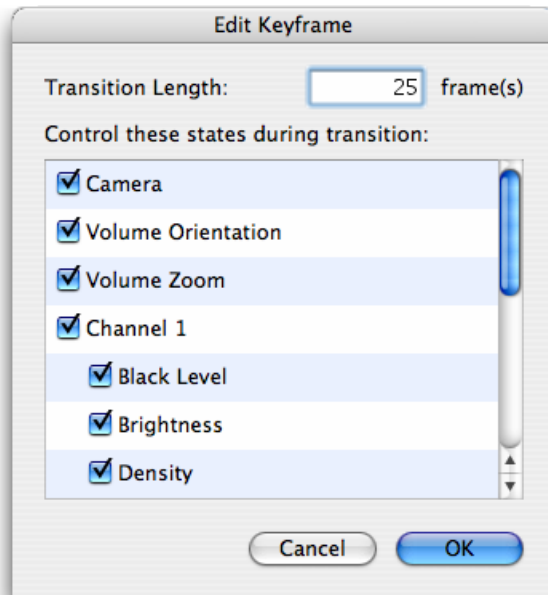 Edit Keyframe
Transition Length: 25 frame(s)
Control these states during transition:
Camera
Volume Orientation
Volume Zoom
Channel 1
Black Level
Brightness
Density
Cancel OK